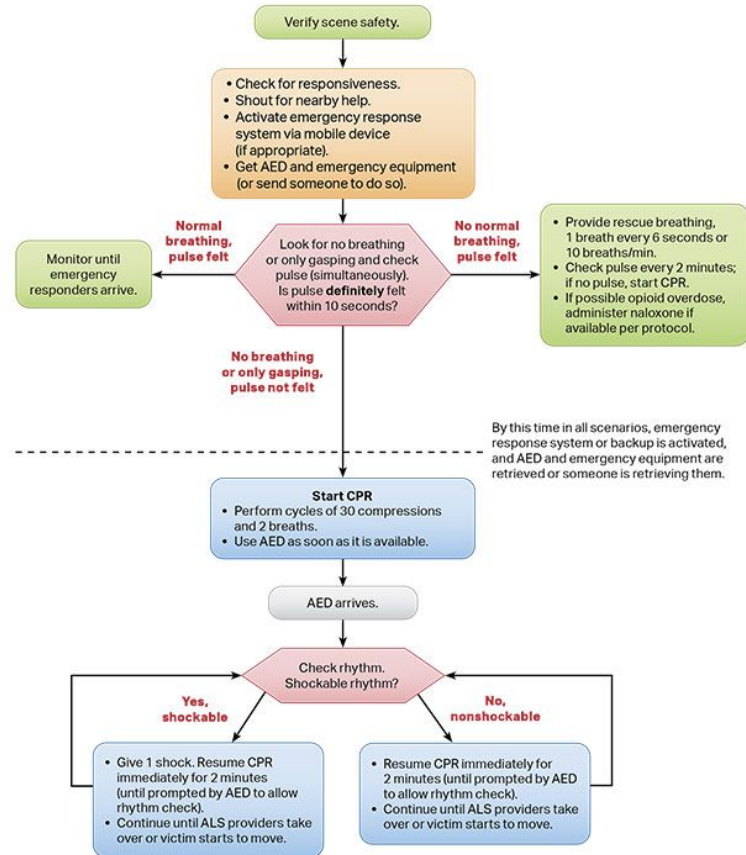 Verify scene safety.
• Check for responsiveness.
• Shout for nearby help.
• Activate emergency response
system via mobile device
(if appropriate).
• Get AED and emergency equipment
(or send someone to do so).
Normal
breathing,
pulse felt
No normal
breathing,
pulse felt
Monitor until
emergency
responders arrive.
Look for no breathing
or only gasping and check
pulse (simultaneously).
Is pulse definitely felt
within 10 seconds?
• Provide rescue breathing,
1 breath every 6 seconds or
10 breaths/min.
• Check pulse every 2 minutes;
if no pulse, start CPR.
• If possible opioid overdose,
administer naloxone if
available per protocol.
No breathing
or only gasping,
pulse not felt
By this time in all scenarios, emergency
response system or backup is activated,
and AED and emergency equipment are
retrieved or someone is retrieving them.
Start CPR
• Perform cycles of 30 compressions
and 2 breaths.
• Use AED as soon as it is available.
AED arrives.
Check rhythm.
Shockable rhythm?
Yes,
shockable
No,
nonshockable
• Give 1 shock. Resume CPR
immediately for 2 minutes
(until prompted by AED to allow
rhythm check).
• Continue until ALS providers take
over or victim starts to move.
• Resume CPR immediately for
2 minutes (until prompted by AED
to allow rhythm check).
• Continue until ALS providers take
over or victim starts to move.